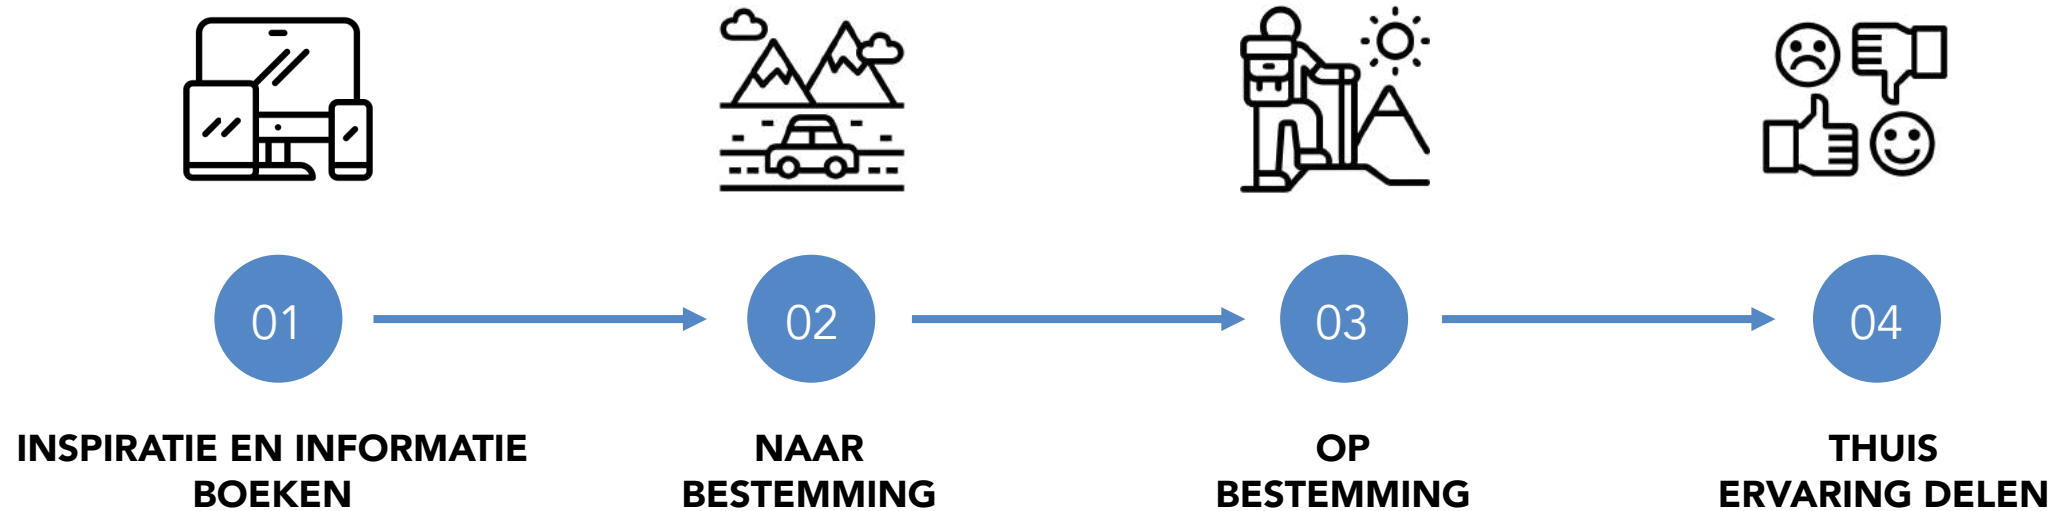 01
02
03
04
INSPIRATIE EN INFORMATIE
BOEKEN
NAAR
BESTEMMING
OP
BESTEMMING
THUIS
ERVARING DELEN